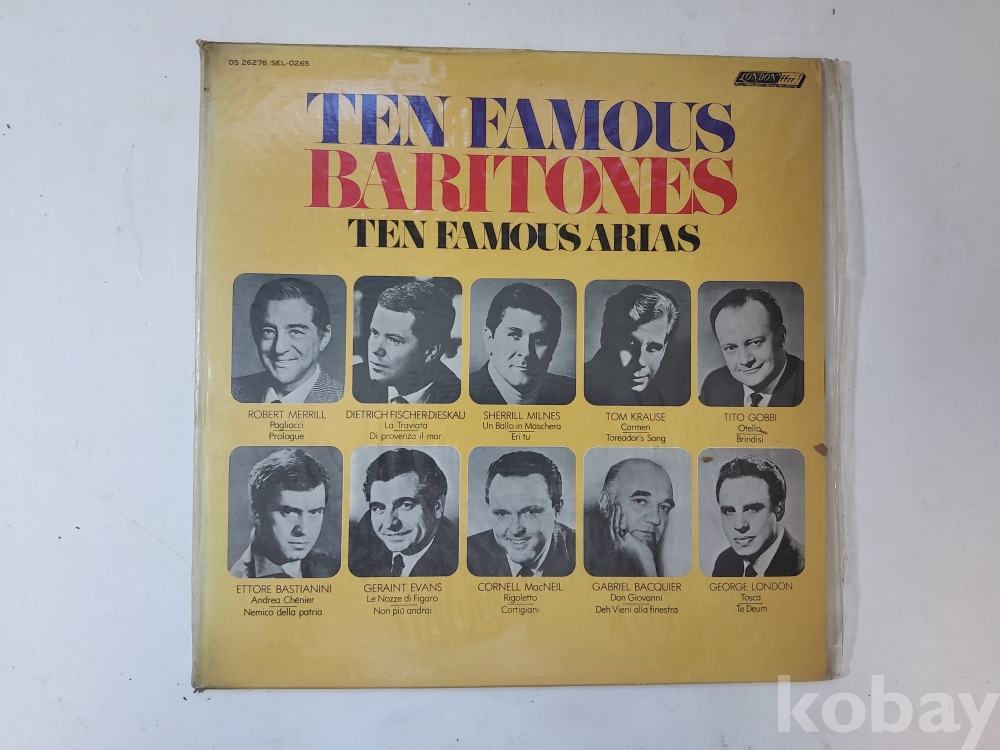 OS 26276/SEL-0265
LONDON ffrr
TEN FAMOUS
BARITONES
TEN FAMOUS ARIAS
ROBERT MERRILL
Pagliacci
Prologue
DIETRICH FISCHER-DIESKAU
La Traviata
Di provenza il mar
SHERRILL MILNES
Un Ballo in Maschera
Eri tu
TOM KRAUSE
Carmen
Toreador's Song
TITO GOBBI
Otello
Brindisi
ETTORE BASTIANINI
Andrea Chénier
Nemico della patria
GERAINT EVANS
Le Nozze di Figaro
Non più andrai
CORNELL MacNEIL
Rigoletto
Cortigiani
GABRIEL BACQUIER
Don Giovanni
Deh Vieni alla finestra
GEORGE LONDON
Tosca
Te Deum
kobay